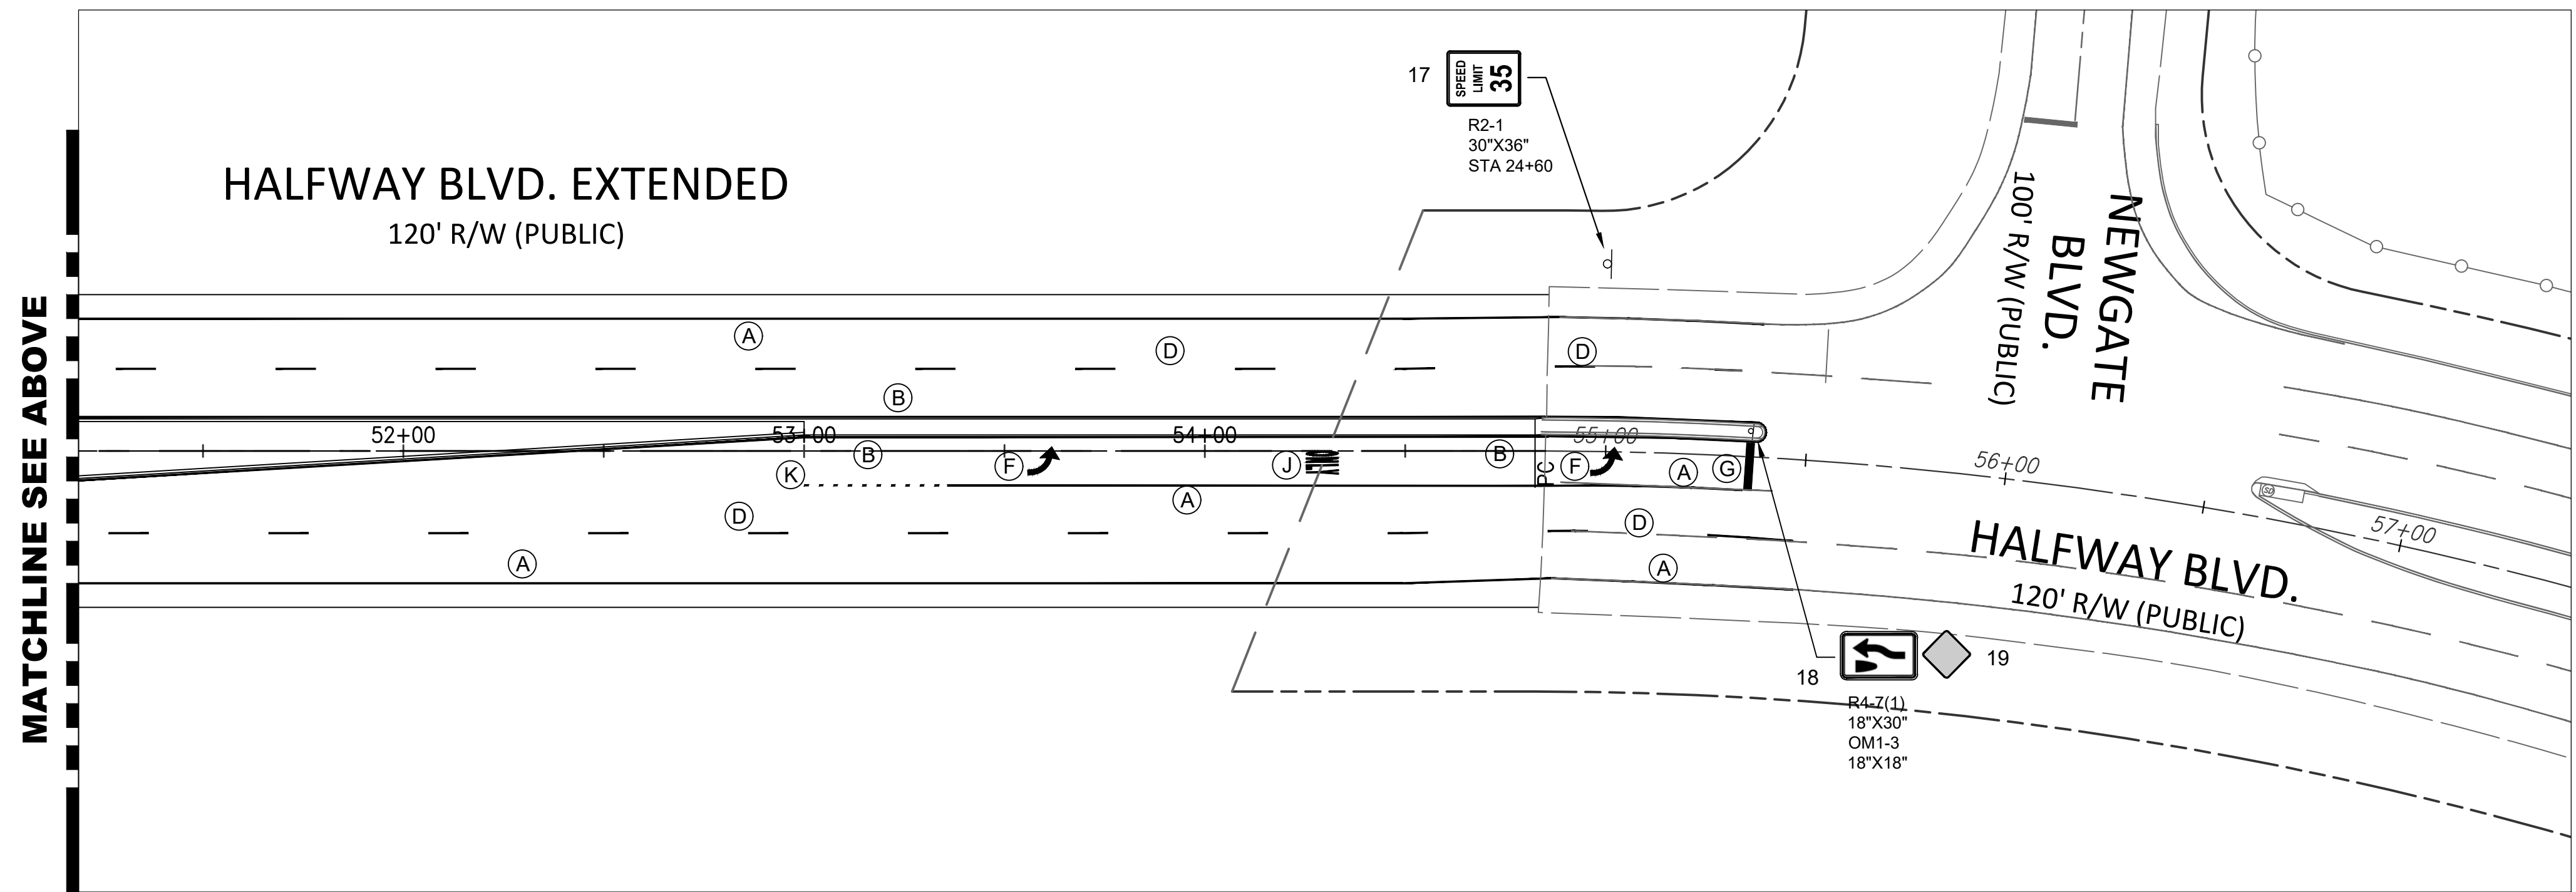 MATCHLINE SEE ABOVE
HALFWAY BLVD. EXTENDED
120' R/W (PUBLIC)
17
SPEED
LIMIT
35
R2-1
30"X36"
STA 24+60
NEWGATE
BLVD.
100' R/W (PUBLIC)
A
D
D
B
52+00
53+00
54+00
55+00
56+00
57+00
K
B
F
J
B
PC
F
A
G
A
D
D
A
A
HALFWAY BLVD.
120' R/W (PUBLIC)
18
19
R4-7(1)
18"X30"
OM1-3
18"X18"